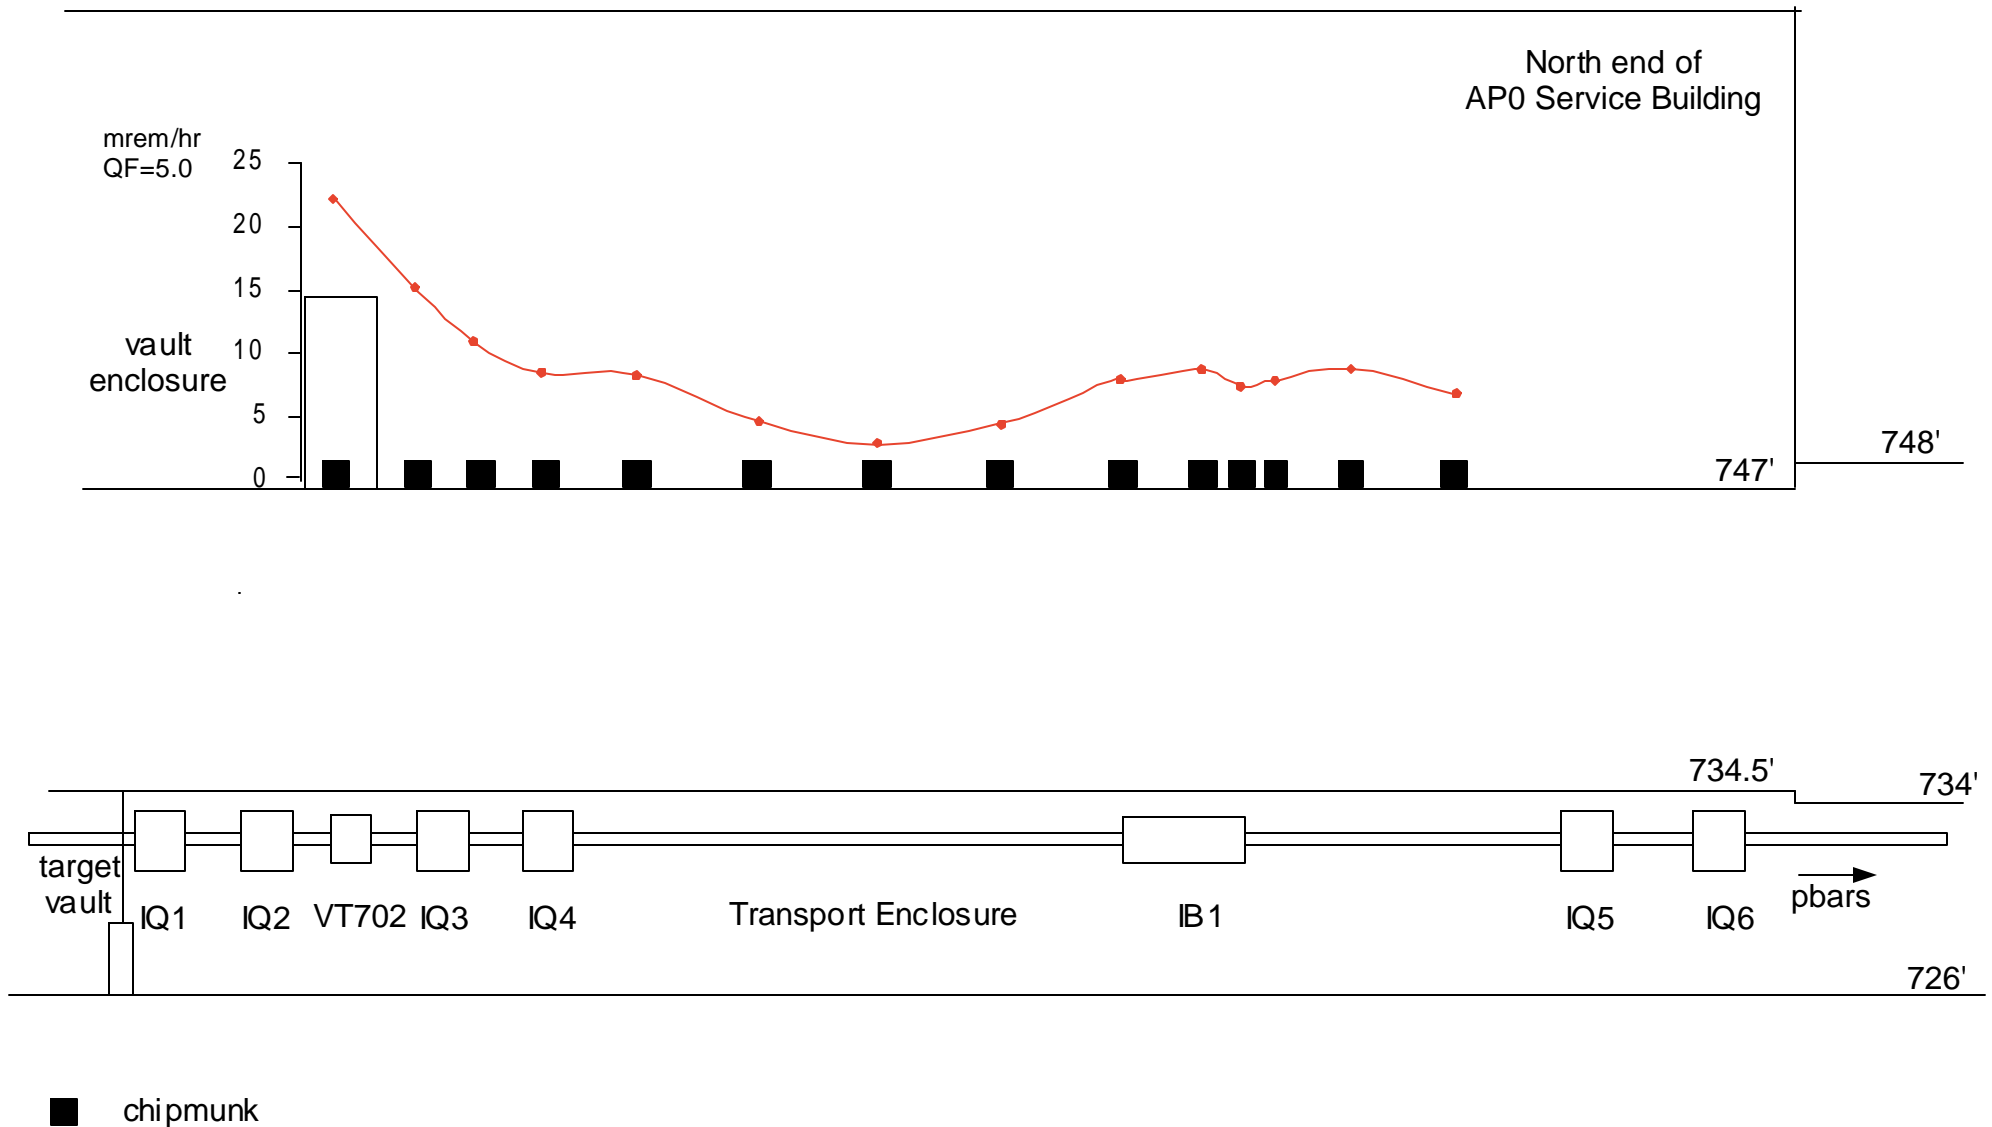 North end of
AP0 Service Building
mrem/hr
QF=5.0
25
20
15
10
5
0
vault
enclosure
748'
747'
734.5'
734'
target
vault
IQ1
IQ2
VT702
IQ3
IQ4
Transport Enclosure
IB1
IQ5
IQ6
pbars
726'
chipmunk